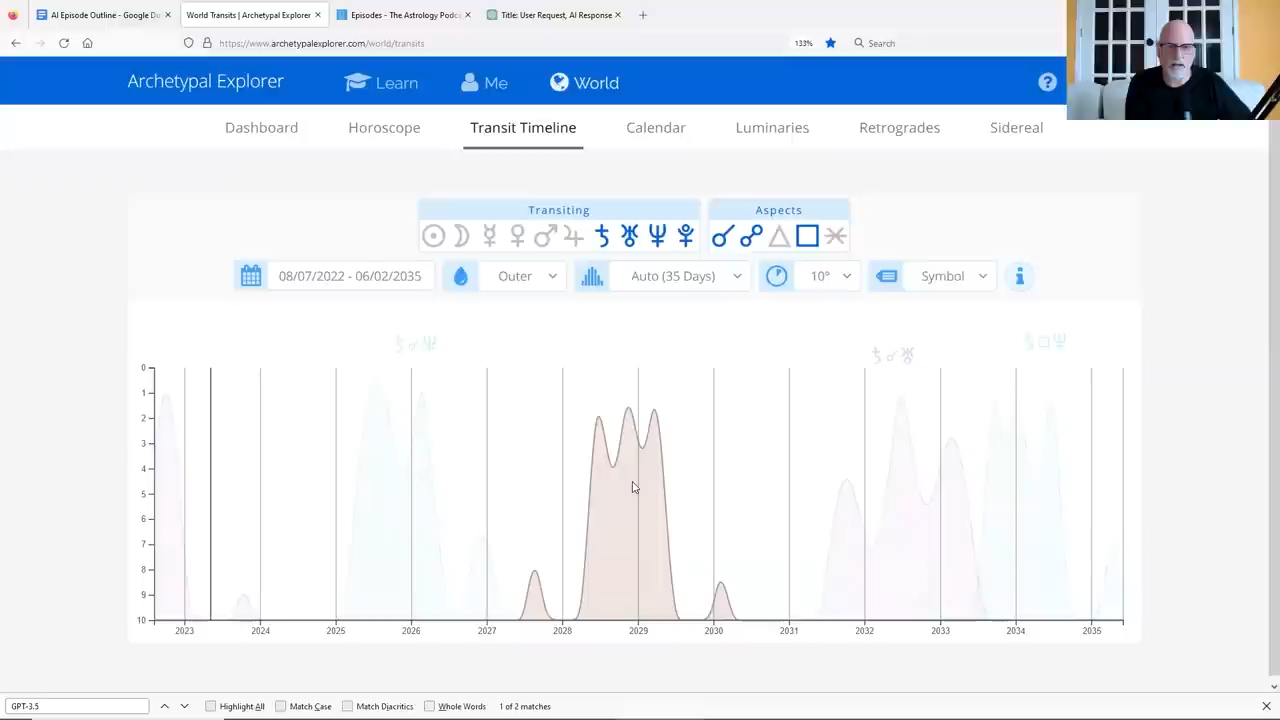 AI Episode Outline - Google Do
World Transits | Archetypal Explorer
Episodes - The Astrology Podc
Title: User Request, AI Response
https://www.archetypalexplorer.com/world/transits
133%
Search
Archetypal Explorer
Learn
Me
World
Dashboard
Horoscope
Transit Timeline
Calendar
Luminaries
Retrogrades
Sidereal
Transiting
Aspects
☉ ☽ ☿ ♀ ♂ ♃ ♄ ♅ ♆ ⯓
☌ ☍ △ □ ⚹
08/07/2022 - 06/02/2035
Outer
Auto (35 Days)
10°
Symbol
♄ ☌ ♅
♄ □ ♆
0
1
2
3
4
5
6
7
8
9
10
2023 2024 2025 2026 2027 2028 2029 2030 2031 2032 2033 2034 2035
GPT-3.5
Highlight All
Match Case
Match Diacritics
Whole Words
1 of 2 matches